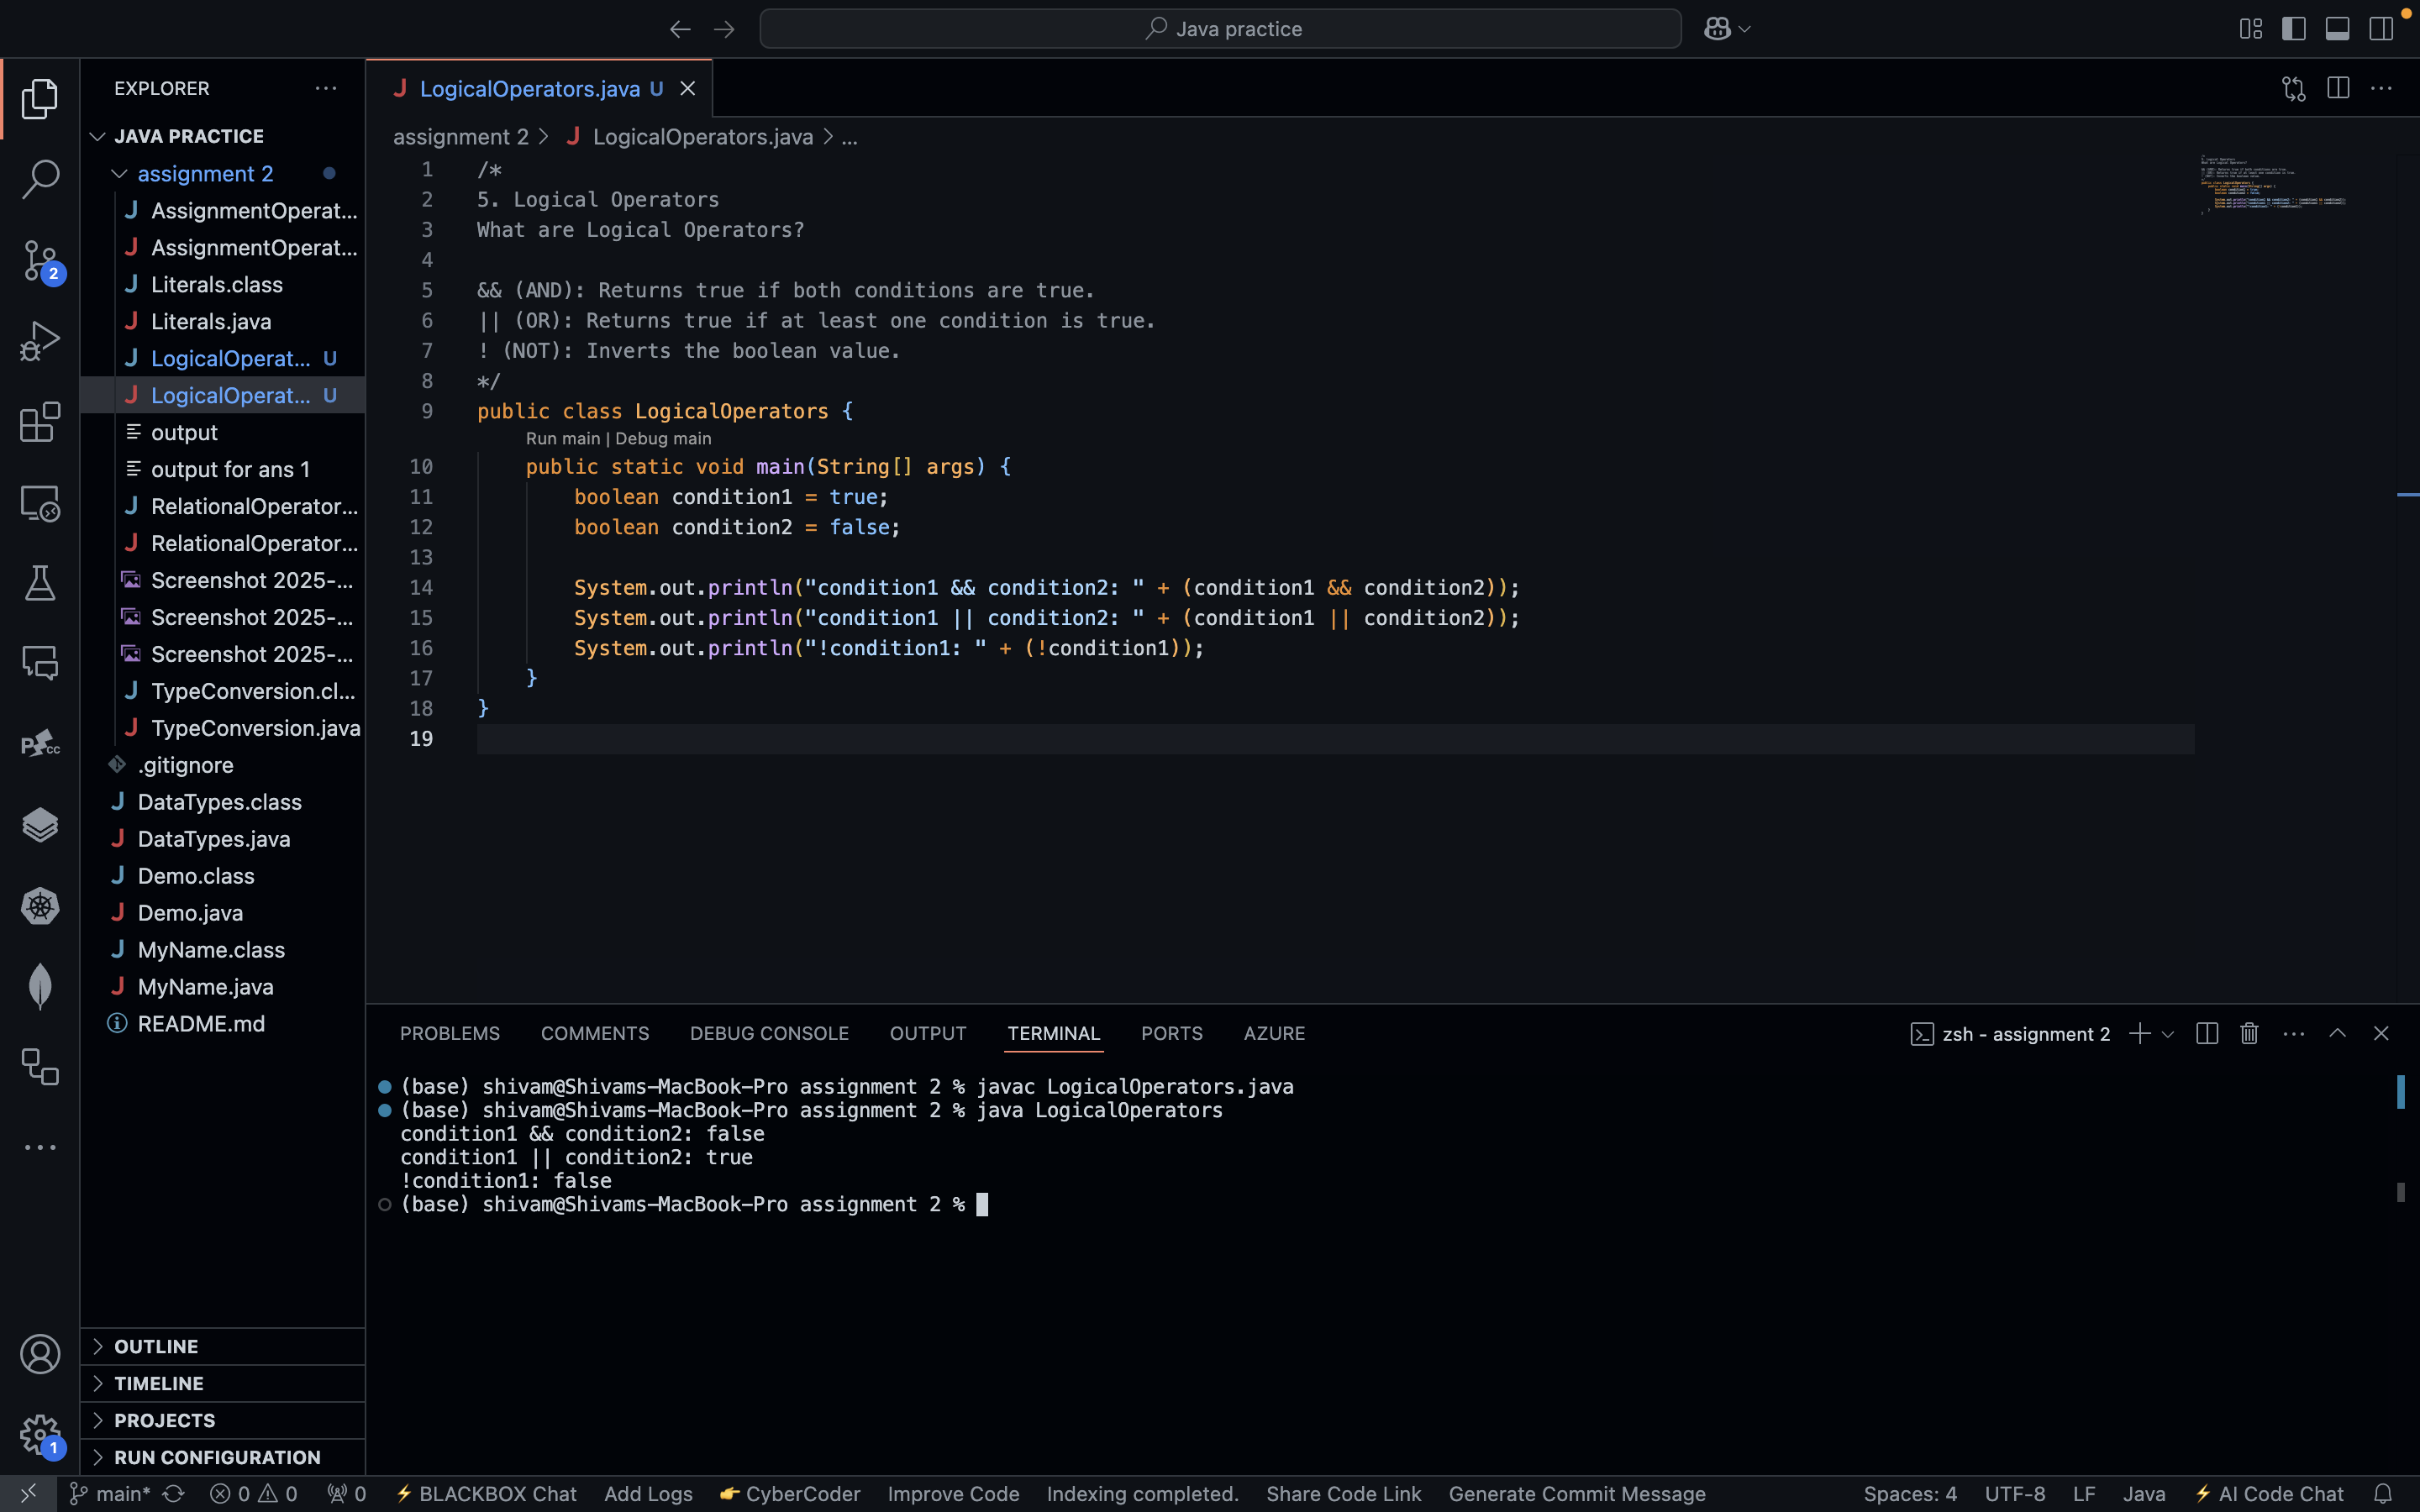 Java practice
EXPLORER
JAVA PRACTICE
assignment 2
AssignmentOperat...
AssignmentOperat...
Literals.class
Literals.java
LogicalOperat... U
LogicalOperat... U
output
output for ans 1
RelationalOperator...
RelationalOperator...
Screenshot 2025-...
Screenshot 2025-...
Screenshot 2025-...
TypeConversion.cl...
TypeConversion.java
.gitignore
DataTypes.class
DataTypes.java
Demo.class
Demo.java
MyName.class
MyName.java
README.md
OUTLINE
TIMELINE
PROJECTS
RUN CONFIGURATION
2
1
LogicalOperators.java U
assignment 2 > LogicalOperators.java > ...
1 /*
2 5. Logical Operators
3 What are Logical Operators?
4
5 && (AND): Returns true if both conditions are true.
6 || (OR): Returns true if at least one condition is true.
7 ! (NOT): Inverts the boolean value.
8 */
9 public class LogicalOperators {
Run main | Debug main
10 public static void main(String[] args) {
11 boolean condition1 = true;
12 boolean condition2 = false;
13
14 System.out.println("condition1 && condition2: " + (condition1 && condition2));
15 System.out.println("condition1 || condition2: " + (condition1 || condition2));
16 System.out.println("!condition1: " + (!condition1));
17 }
18 }
19
PROBLEMS COMMENTS DEBUG CONSOLE OUTPUT TERMINAL PORTS AZURE
zsh - assignment 2
(base) shivam@Shivams-MacBook-Pro assignment 2 % javac LogicalOperators.java
(base) shivam@Shivams-MacBook-Pro assignment 2 % java LogicalOperators
condition1 && condition2: false
condition1 || condition2: true
!condition1: false
(base) shivam@Shivams-MacBook-Pro assignment 2 %
main* 0 0 0 BLACKBOX Chat Add Logs CyberCoder Improve Code Indexing completed. Share Code Link Generate Commit Message Spaces: 4 UTF-8 LF Java AI Code Chat